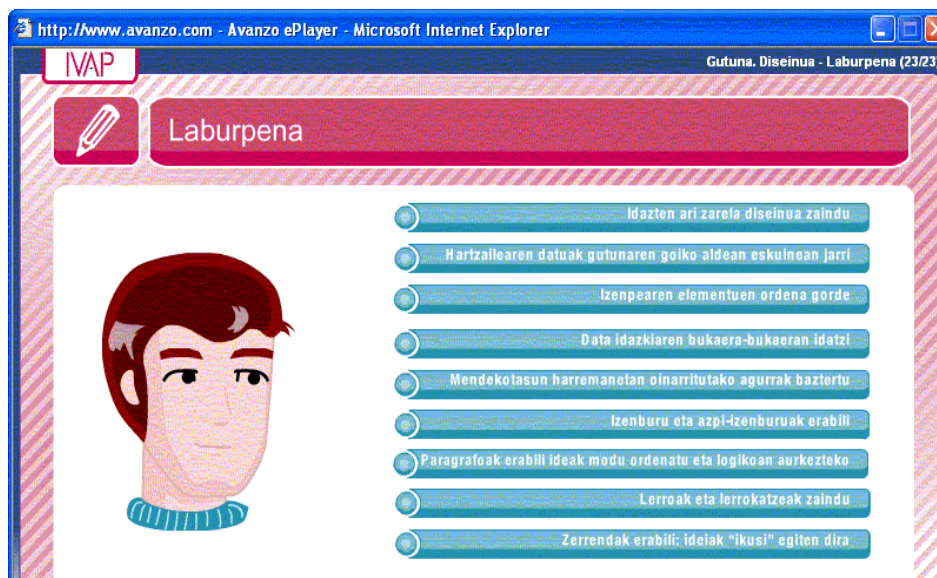 http://www.avanzo.com - Avanzo ePlayer - Microsoft Internet Explorer
IVAP
Gutuna. Diseinua - Laburpena (23/23)
Laburpena
Idazten ari zarela diseinua zaindu
Hartzailearen datuak gutunaren goiko aldean eskuinean jarri
Izenpearen elementuen ordena gorde
Data idazkiaren bukaera-bukaeran idatzi
Mendekotasun harremanetan oinarritutako agurrak baztertu
Izenburu eta azpi-izenburuak erabili
Paragrafoak erabili ideak modu ordenatu eta logikoan aurkezteko
Lerroak eta lerrokatzeak zaindu
Zerrendak erabili: ideiak “ikusi” egiten dira